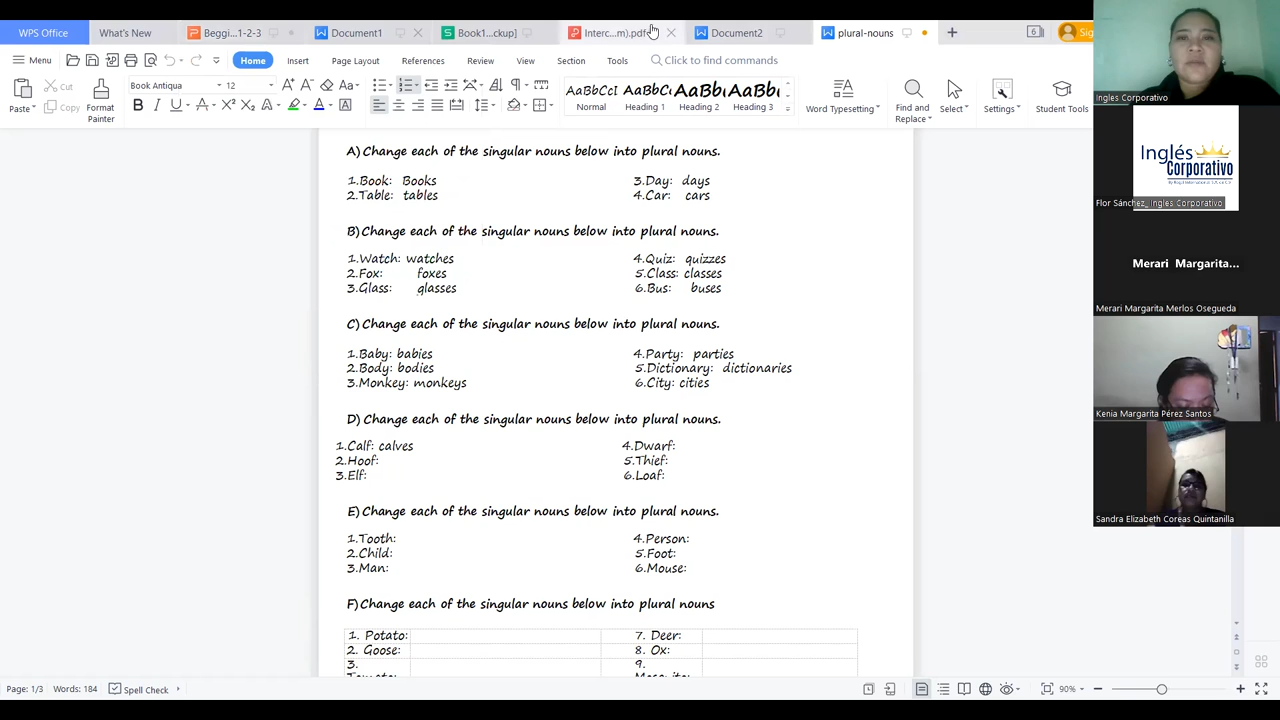 WPS Office
What's New
Beggi...1-2-3
Document1
Book1...ckup]
Interc...m).pdf
Document2
plural-nouns
Sig
Menu
Home
Insert
Page Layout
References
Review
View
Section
Tools
Click to find commands
Paste
Cut
Copy
Format
Painter
Book Antiqua
12
AaBbCcI
Normal
AaBbC
Heading 1
AaBb
Heading 2
AaBb
Heading 3
Word Typesetting
Find and
Replace
Select
Settings
Student Tools
A) Change each of the singular nouns below into plural nouns.
1.Book: Books
3.Day: days
2.Table: tables
4.Car: cars
B) Change each of the singular nouns below into plural nouns.
1.Watch: watches
4.Quiz: quizzes
2.Fox: foxes
5.Class: classes
3.Glass: glasses
6.Bus: buses
C) Change each of the singular nouns below into plural nouns.
1.Baby: babies
4.Party: parties
2.Body: bodies
5.Dictionary: dictionaries
3.Monkey: monkeys
6.City: cities
D) Change each of the singular nouns below into plural nouns.
1.Calf: calves
4.Dwarf:
2.Hoof:
5.Thief:
3.Elf:
6.Loaf:
E) Change each of the singular nouns below into plural nouns.
1.Tooth:
4.Person:
2.Child:
5.Foot:
3.Man:
6.Mouse:
F) Change each of the singular nouns below into plural nouns
1. Potato:
7. Deer:
2. Goose:
8. Ox:
3.
9.
Page: 1/3
Words: 184
Spell Check
90%
Ingles Corporativo
Inglés
Corporativo
Flor Sánchez_ Ingles Corporativo
Merari Margarita...
Merari Margarita Merlos Osegueda
Kenia Margarita Pérez Santos
Sandra Elizabeth Coreas Quintanilla